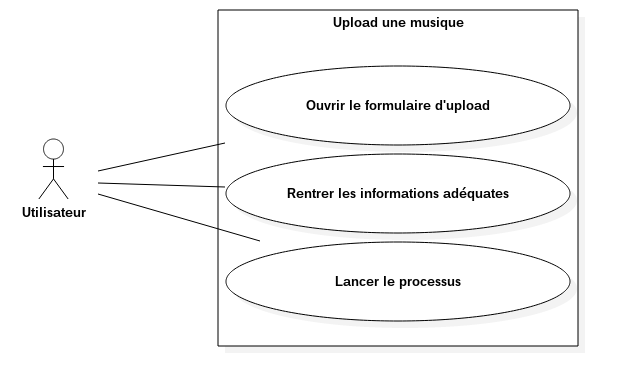 Upload une musique
Ouvrir le formulaire d'upload
Rentrer les informations adéquates
Utilisateur
Lancer le processus